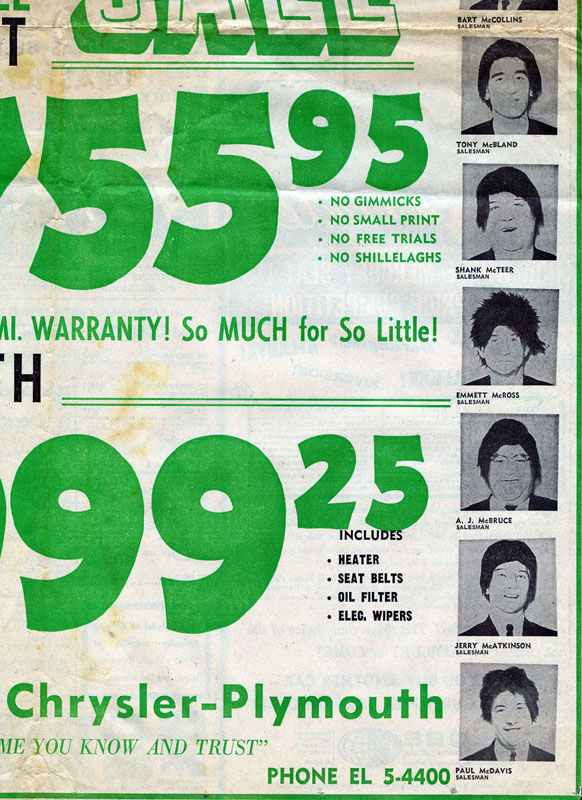 SALE
T
755 95
• NO GIMMICKS
• NO SMALL PRINT
• NO FREE TRIALS
• NO SHILLELAGHS
MI. WARRANTY! So MUCH for So Little!
TH
999 25
INCLUDES
• HEATER
• SEAT BELTS
• OIL FILTER
• ELEC. WIPERS
Chrysler-Plymouth
ME YOU KNOW AND TRUST”
PHONE EL 5-4400
BART McCOLLINS
SALESMAN
TONY McBLAND
SALESMAN
SHANK McTEER
SALESMAN
EMMETT McROSS
SALESMAN
A. J. McBRUCE
SALESMAN
JERRY McATKINSON
SALESMAN
PAUL McDAVIS
SALESMAN